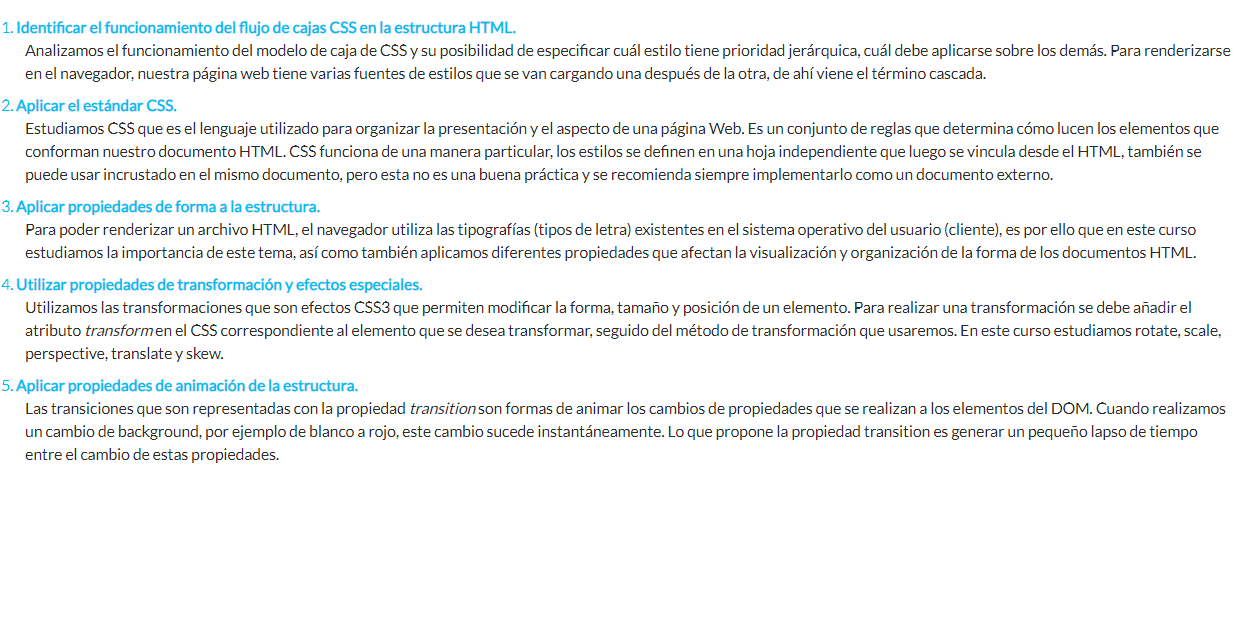 1. Identificar el funcionamiento del flujo de cajas CSS en la estructura HTML.
Analizamos el funcionamiento del modelo de caja de CSS y su posibilidad de especificar cuál estilo tiene prioridad jerárquica, cuál debe aplicarse sobre los demás. Para renderizarse
en el navegador, nuestra página web tiene varias fuentes de estilos que se van cargando una después de la otra, de ahí viene el término cascada.
2. Aplicar el estándar CSS.
Estudiamos CSS que es el lenguaje utilizado para organizar la presentación y el aspecto de una página Web. Es un conjunto de reglas que determina cómo lucen los elementos que
conforman nuestro documento HTML. CSS funciona de una manera particular, los estilos se definen en una hoja independiente que luego se vincula desde el HTML, también se
puede usar incrustado en el mismo documento, pero esta no es una buena práctica y se recomienda siempre implementarlo como un documento externo.
3. Aplicar propiedades de forma a la estructura.
Para poder renderizar un archivo HTML, el navegador utiliza las tipografías (tipos de letra) existentes en el sistema operativo del usuario (cliente), es por ello que en este curso
estudiamos la importancia de este tema, así como también aplicamos diferentes propiedades que afectan la visualización y organización de la forma de los documentos HTML.
4. Utilizar propiedades de transformación y efectos especiales.
Utilizamos las transformaciones que son efectos CSS3 que permiten modificar la forma, tamaño y posición de un elemento. Para realizar una transformación se debe añadir el
atributo transform en el CSS correspondiente al elemento que se desea transformar, seguido del método de transformación que usaremos. En este curso estudiamos rotate, scale,
perspective, translate y skew.
5. Aplicar propiedades de animación de la estructura.
Las transiciones que son representadas con la propiedad transition son formas de animar los cambios de propiedades que se realizan a los elementos del DOM. Cuando realizamos
un cambio de background, por ejemplo de blanco a rojo, este cambio sucede instantáneamente. Lo que propone la propiedad transition es generar un pequeño lapso de tiempo
entre el cambio de estas propiedades.